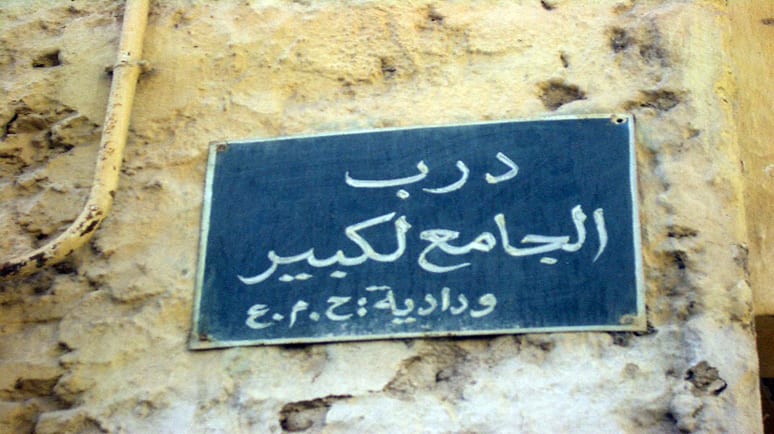 درب
الجامع لكبير
ودادية : ح . م . ع